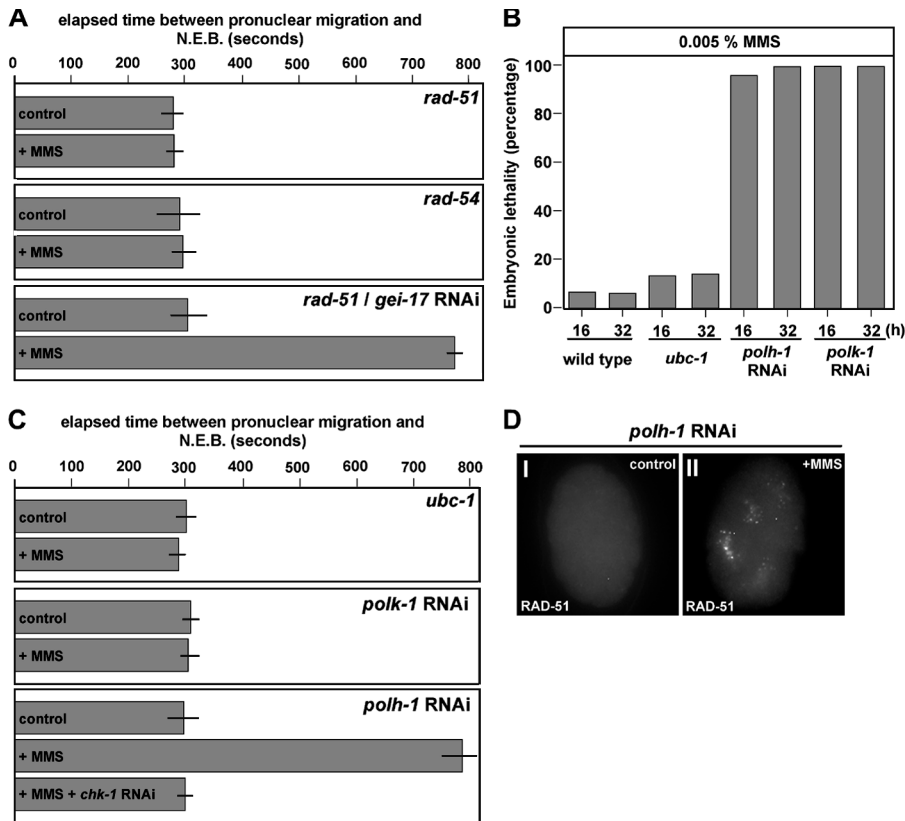 A
elapsed time between pronuclear migration and
N.E.B. (seconds)
0 100 200 300 400 500 600 700 800
rad-51
control
+ MMS
rad-54
control
+ MMS
rad-51 / gei-17 RNAi
control
+ MMS
B
0.005 % MMS
Embryonic lethality (percentage)
100
80
60
40
20
0
16 32 16 32 16 32 16 32 (h)
wild type ubc-1 polh-1 polk-1
RNAi RNAi
C
elapsed time between pronuclear migration and
N.E.B. (seconds)
0 100 200 300 400 500 600 700 800
ubc-1
control
+ MMS
polk-1 RNAi
control
+ MMS
polh-1 RNAi
control
+ MMS
+ MMS + chk-1 RNAi
D
polh-1 RNAi
I control
RAD-51
II +MMS
RAD-51